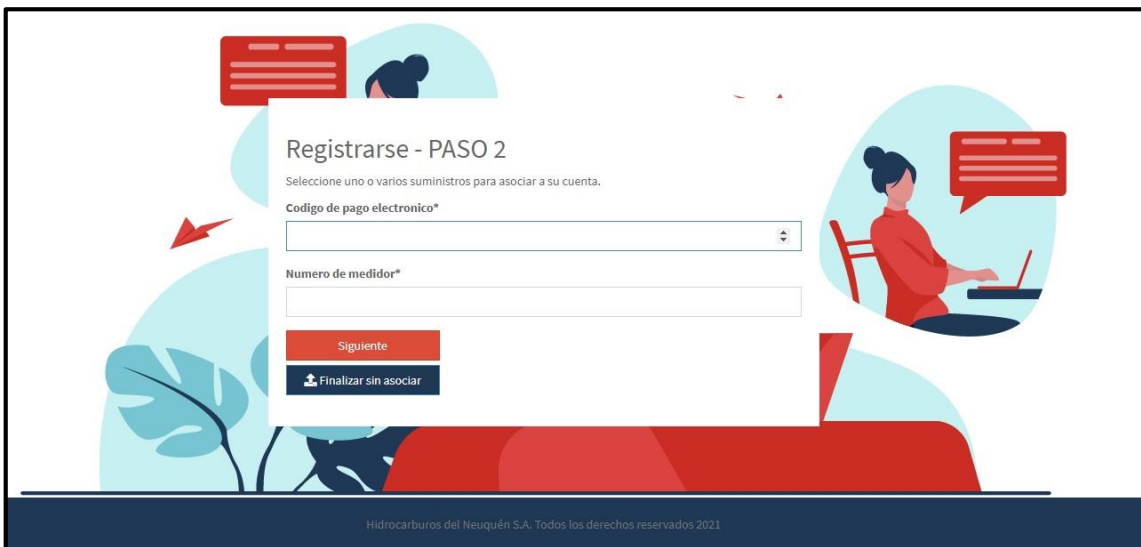 Registrarse - PASO 2
Seleccione uno o varios suministros para asociar a su cuenta.
Codigo de pago electronico*
Numero de medidor*
Siguiente
Finalizar sin asociar
Hidrocarburos del Neuquén S.A. Todos los derechos reservados 2021